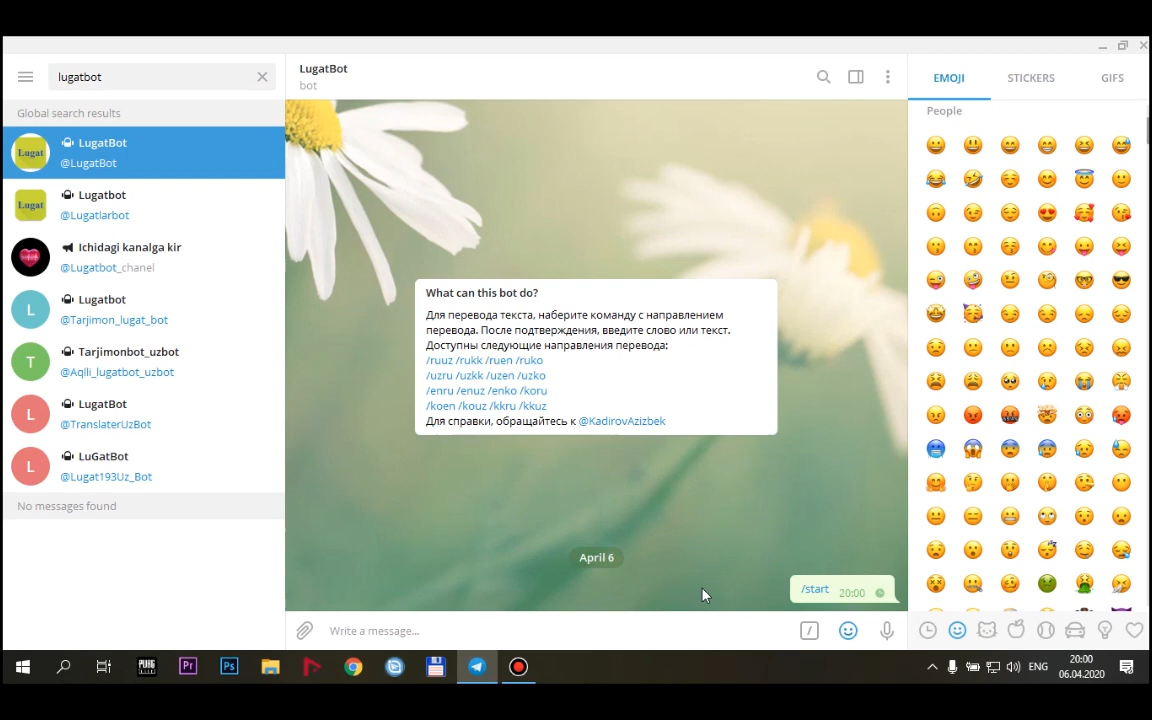 lugatbot
Global search results
Lugat
LugatBot
@LugatBot
Lugat
Lugatbot
@Lugatlarbot
Ichidagi kanalga kir
@Lugatbot_chanel
L
Lugatbot
@Tarjimon_lugat_bot
T
Tarjimonbot_uzbot
@Aqlli_lugatbot_uzbot
L
LugatBot
@TranslaterUzBot
L
LuGatBot
@Lugat193Uz_Bot
No messages found
LugatBot
bot
What can this bot do?
Для перевода текста, наберите команду с направлением
перевода. После подтверждения, введите слово или текст.
Доступны следующие направления перевода:
/ruuz /rukk /ruen /ruko
/uzru /uzkk /uzen /uzko
/enru /enuz /enko /koru
/koen /kouz /kkru /kkuz
Для справки, обращайтесь к @KadirovAzizbek
April 6
/start 20:00
Write a message...
EMOJI STICKERS GIFS
People
PUBG
Pr
Ps
ENG
20:00
06.04.2020